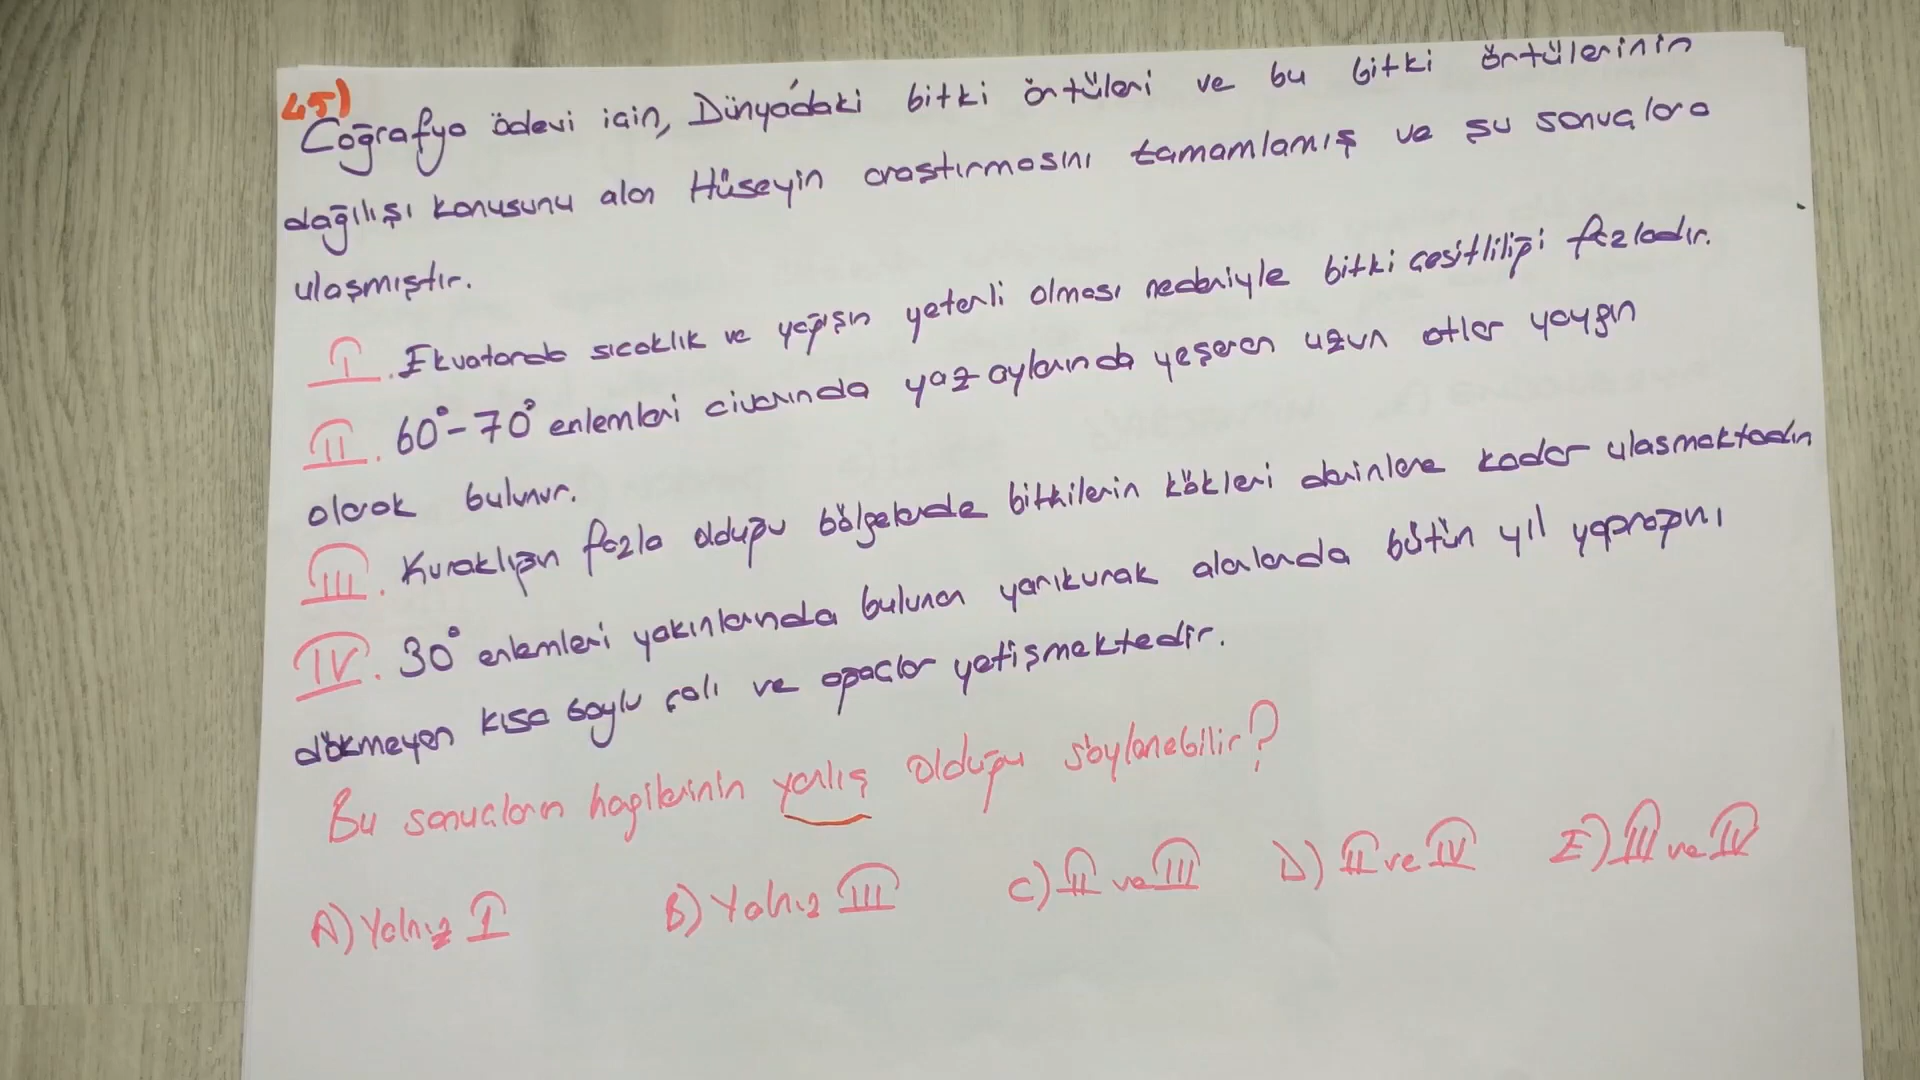 45)
Coğrafya ödevi için, Dünya'daki bitki örtüleri ve bu bitki örtülerinin
dağılışı konusunu alan Hüseyin araştırmasını tamamlamış ve şu sonuçlara
ulaşmıştır.
I. Ekvatorda sıcaklık ve yağışın yeterli olması nedeniyle bitki çeşitliliği fazladır.
II. 60°-70° enlemleri civarında yaz aylarında yeşeren uzun otlar yaygın
olarak bulunur.
III. Kuraklığın fazla olduğu bölgelerde bitkilerin kökleri derinlere kadar ulaşmaktadır
IV. 30° enlemleri yakınlarında bulunan yarıkurak alanlarda bütün yıl yaprağını
dökmeyen kısa boylu çalı ve ağaçlar yetişmektedir.
Bu sonuçların hangilerinin yanlış olduğu söylenebilir?
A) Yalnız I B) Yalnız III C) II ve III D) II ve IV E) III ve IV